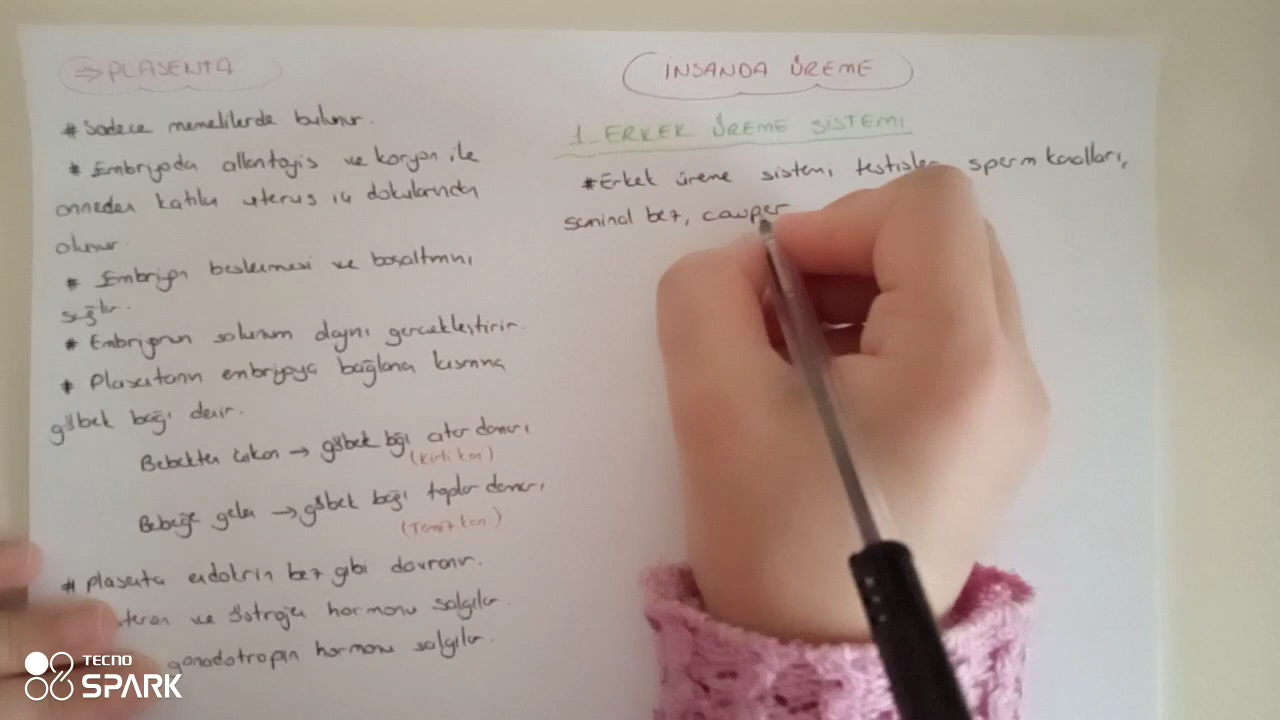 ⇒ PLASENTA
* Sadece memelilerde bulunur.
* Embriyoda allantoyis ve koryon ile
anneden katılan uterus iç dokularından
oluşur.
* Embriyon beslenmesi ve boşaltımını
sağlar.
* Embriyonun solunum olayını gerçekleştirir.
* Plasentanın embriyoya bağlanan kısmına
göbek bağı denir.
Bebekten çıkan → göbek bağı atar damarı
(Kirli kan)
Bebeğe gelen → göbek bağı toplar damarı
(Temiz kan)
* Plasenta endokrin bez gibi davranır.
ve östrojen hormonu salgılar.
gonadotropin hormonu salgılar.
İNSANDA ÜREME
1_ ERKEK ÜREME SİSTEMİ
* Erkek üreme sistemi testisler sperm kanalları,
seminal bez, cowper
TECNO
SPARK